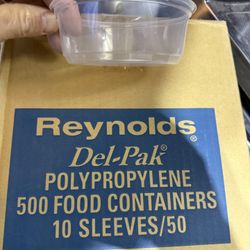 Reynolds®
Del-Pak®
POLYPROPYLENE
500 FOOD CONTAINERS
10 SLEEVES/50